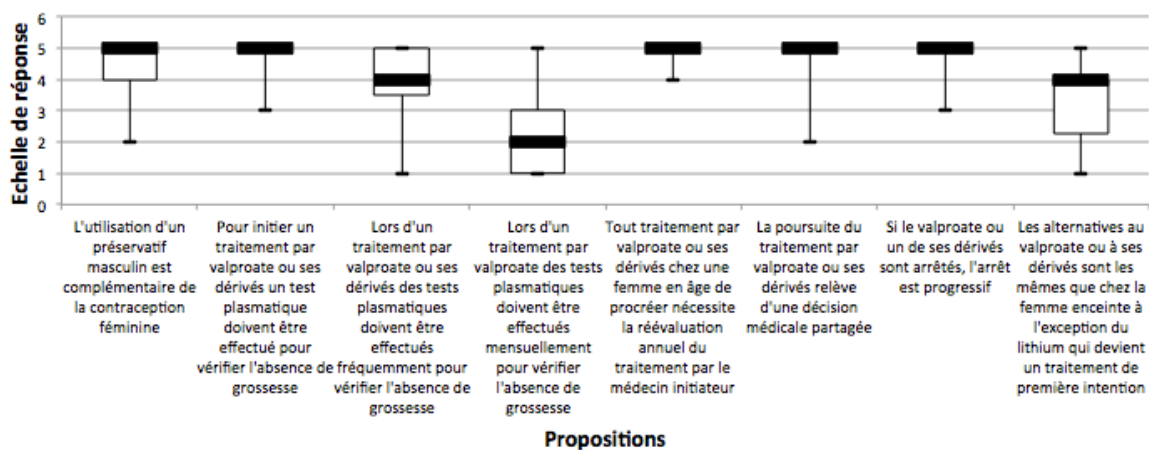 Echelle de réponse
6
5
4
3
2
1
0
L'utilisation d'un
préservatif
masculin est
complémentaire de
la contraception
féminine
Pour initier un
traitement par
valproate ou ses
dérivés un test
plasmatique
doivent être
effectué pour
vérifier l'absence de
grossesse
Lors d'un
traitement par
valproate ou ses
dérivés des tests
plasmatiques
doivent être
effectués
fréquemment pour
vérifier l'absence de
grossesse
Lors d'un
traitement par
valproate des tests
plasmatiques
doivent être
effectués
mensuellement
pour vérifier
l'absence de
grossesse
Tout traitement par
valproate ou ses
dérivés chez une
femme en âge de
procréer nécessite
la réévaluation
annuel du
traitement par le
médecin initiateur
La poursuite du
traitement par
valproate ou ses
dérivés relève
d'une décision
médicale partagée
Si le valproate ou
un de ses dérivés
sont arrêtés, l'arrêt
est progressif
Les alternatives au
valproate ou à ses
dérivés sont les
mêmes que chez la
femme enceinte à
l'exception du
lithium qui devient
un traitement de
première intention
Propositions